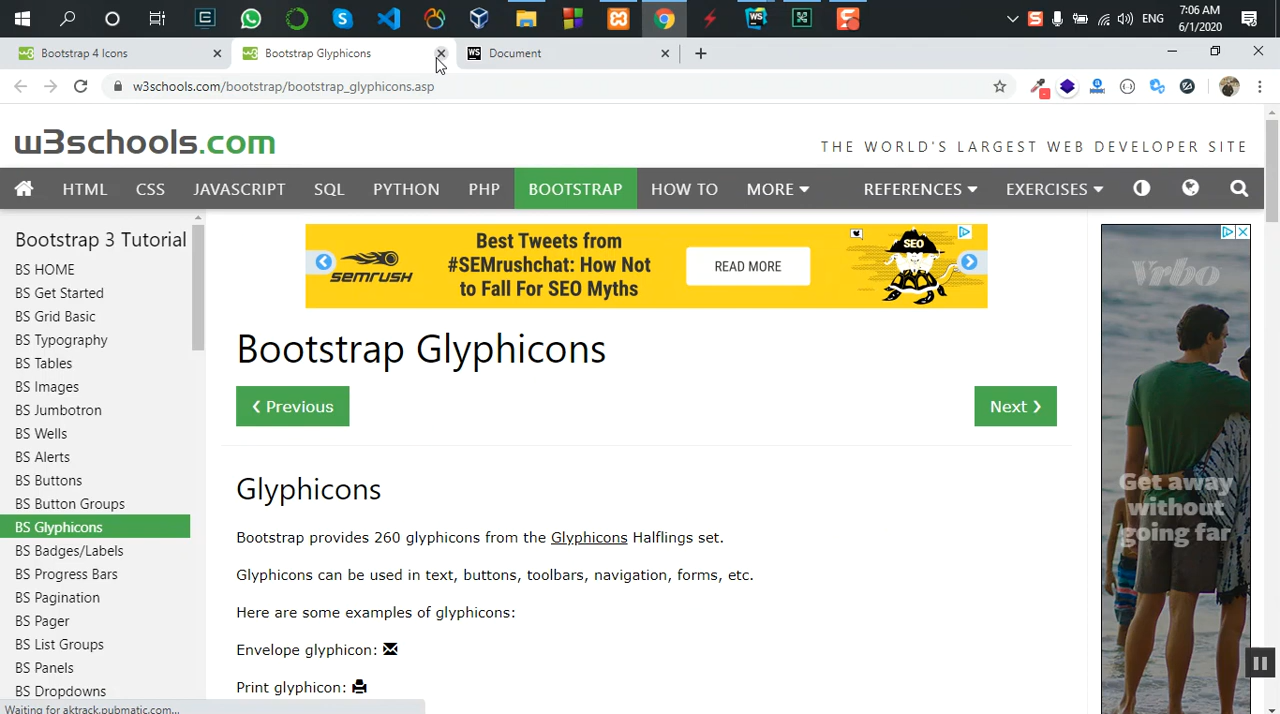 ENG
7:06 AM
6/1/2020
Bootstrap 4 Icons
Bootstrap Glyphicons
Document
w3schools.com/bootstrap/bootstrap_glyphicons.asp
w3schools.com
THE WORLD'S LARGEST WEB DEVELOPER SITE
HTML CSS JAVASCRIPT SQL PYTHON PHP BOOTSTRAP HOW TO MORE REFERENCES EXERCISES
Bootstrap 3 Tutorial
BS HOME
BS Get Started
BS Grid Basic
BS Typography
BS Tables
BS Images
BS Jumbotron
BS Wells
BS Alerts
BS Buttons
BS Button Groups
BS Glyphicons
BS Badges/Labels
BS Progress Bars
BS Pagination
BS Pager
BS List Groups
BS Panels
BS Dropdowns
SEMRUSH
Best Tweets from
#SEMrushchat: How Not
to Fall For SEO Myths
READ MORE
SEO
Bootstrap Glyphicons
❮ Previous
Next ❯
Glyphicons
Bootstrap provides 260 glyphicons from the Glyphicons Halflings set.
Glyphicons can be used in text, buttons, toolbars, navigation, forms, etc.
Here are some examples of glyphicons:
Envelope glyphicon:
Print glyphicon:
Vrbo
Get away
without
going far
Waiting for aktrack.pubmatic.com...